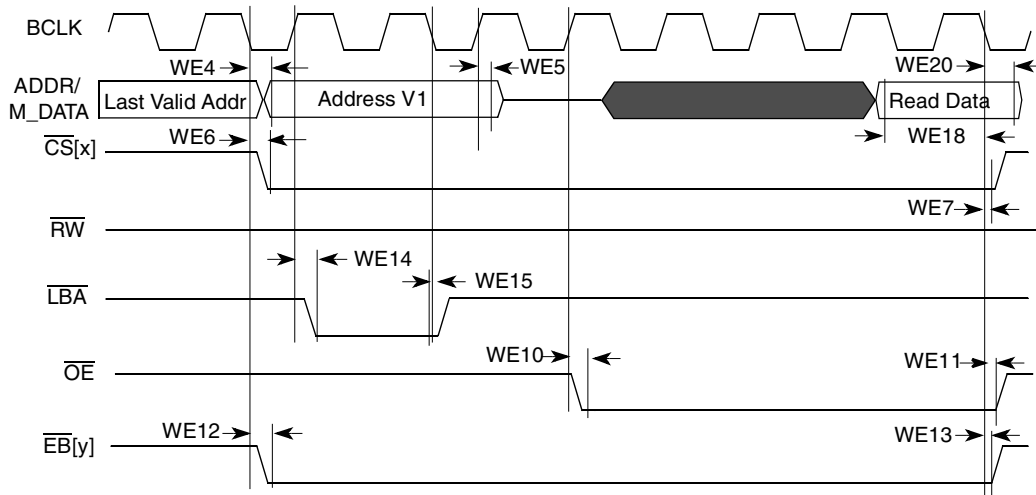 BCLK
WE4
WE5
WE20
ADDR/
M_DATA
Last Valid Addr
Address V1
Read Data
WE6
WE18
CS[x]
WE7
RW
WE14
LBA
WE15
WE10
WE11
OE
WE12
WE13
EB[y]